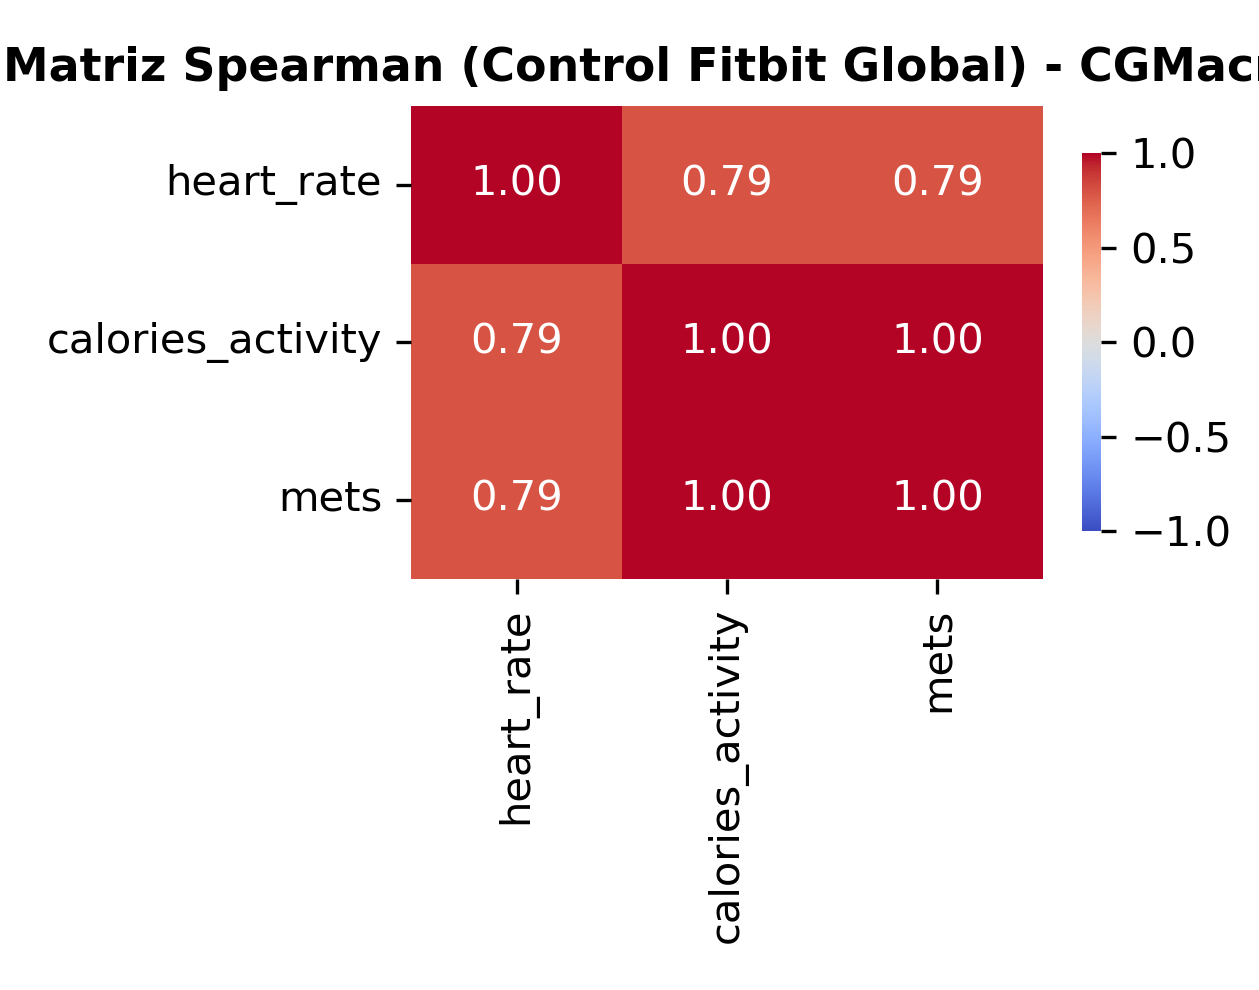 Matriz Spearman (Control Fitbit Global) - CGMacr
heart_rate 1.00 0.79 0.79
calories_activity 0.79 1.00 1.00
mets 0.79 1.00 1.00
heart_rate
calories_activity
mets
1.0
0.5
0.0
−0.5
−1.0